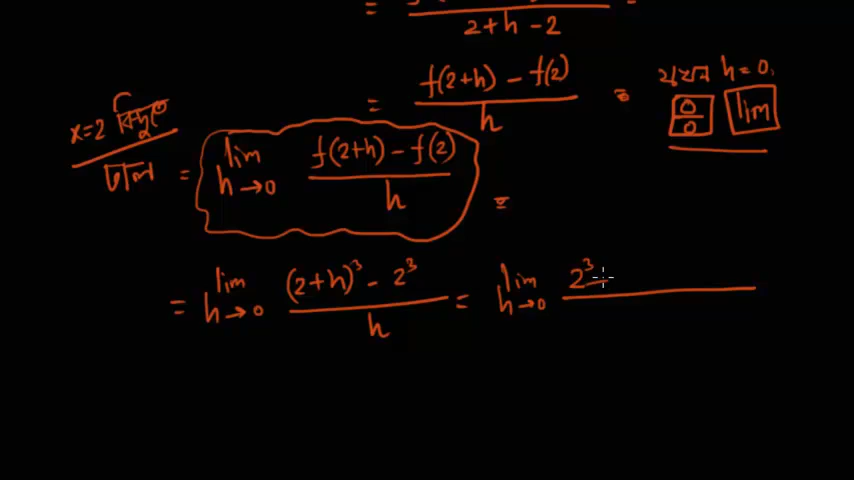 =
2+h-2
= f(2+h) - f(2) / h =
যখন h=0.
0/0 lim
x=2 বিন্দুতে
ঢাল = lim h→0 f(2+h) - f(2) / h =
= lim h→0 (2+h)³ - 2³ / h = lim h→0 2³+